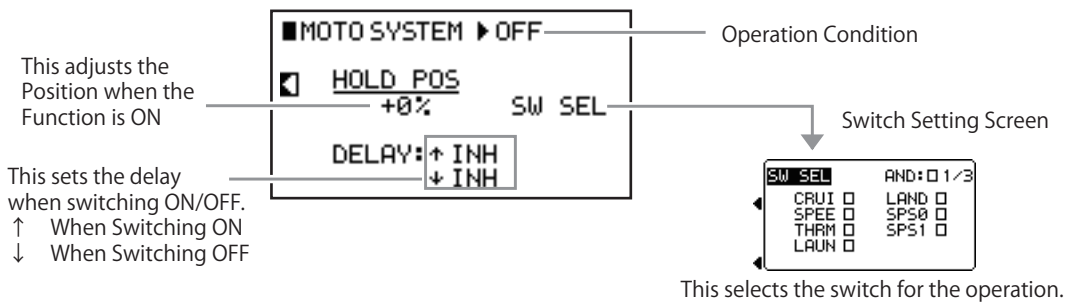 ■MOTO SYSTEM ▶OFF
Operation Condition
This adjusts the
Position when the
Function is ON
HOLD POS
+0%
SW SEL
Switch Setting Screen
DELAY:↑ INH
↓ INH
This sets the delay
when switching ON/OFF.
↑ When Switching ON
↓ When Switching OFF
SW SEL AND:□ 1/3
CRUI □ LAND □
SPEE □ SPS0 □
THRM □ SPS1 □
LAUN □
This selects the switch for the operation.